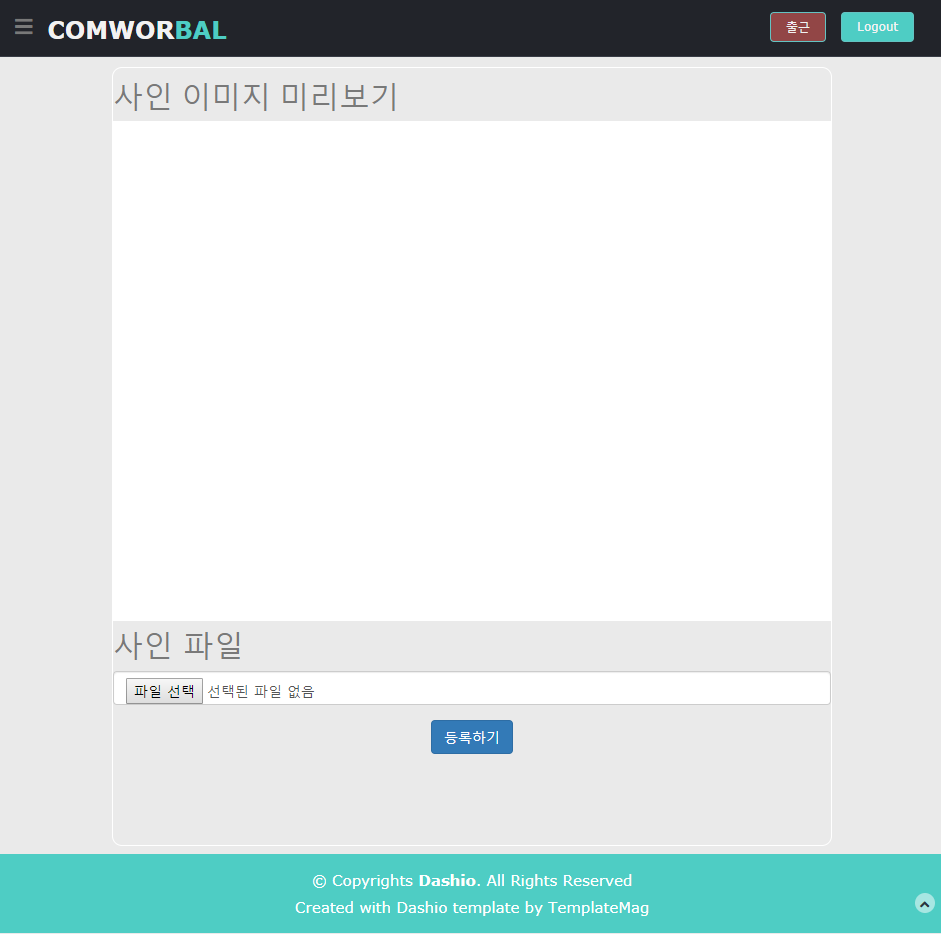 COMWORBAL 출근 Logout
사인 이미지 미리보기
사인 파일
파일 선택 선택된 파일 없음
등록하기
© Copyrights Dashio. All Rights Reserved
Created with Dashio template by TemplateMag